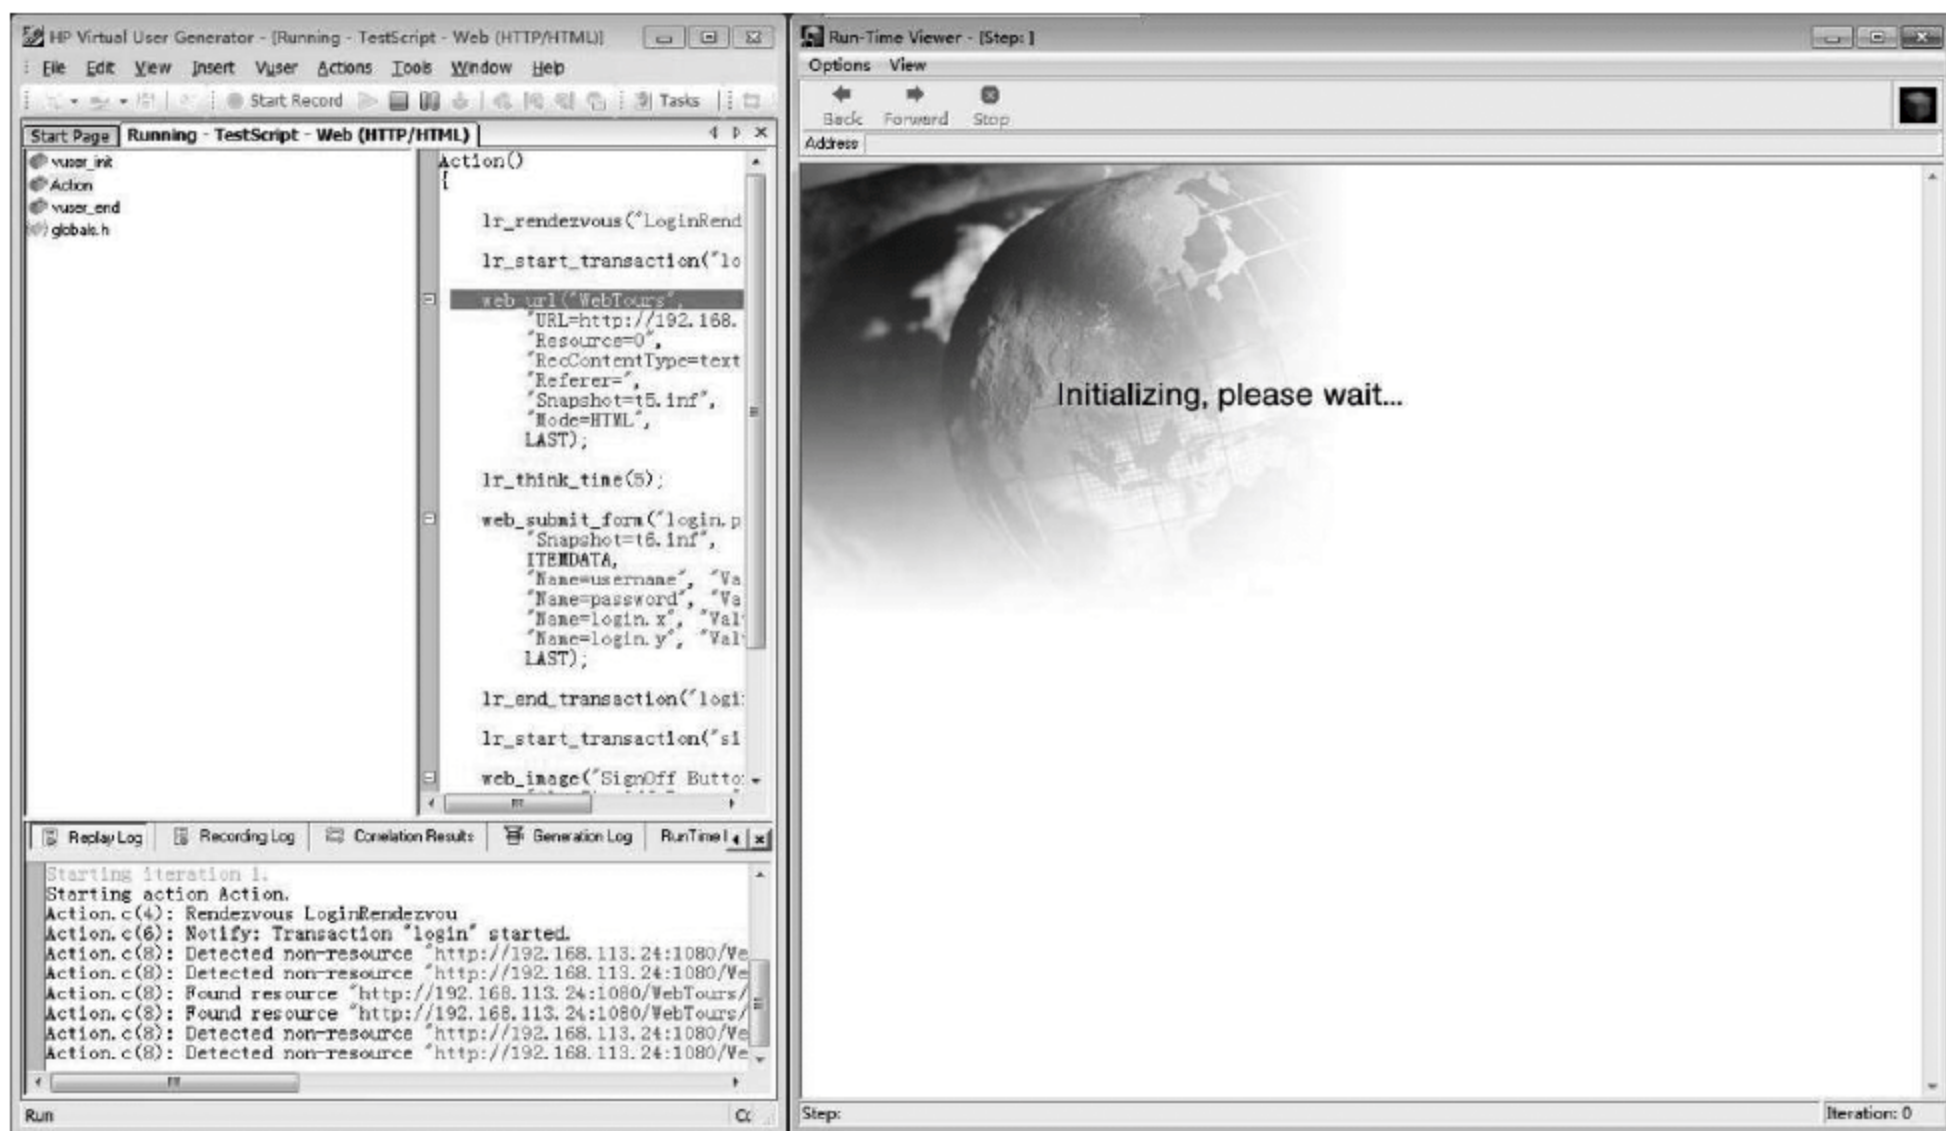 HP Virtual User Generator - [Running - TestScript - Web (HTTP/HTML)]
File Edit View Insert Vuser Actions Tools Window Help
Start Record Tasks
Start Page Running - TestScript - Web (HTTP/HTML)
vuser_init
Action
vuser_end
globals.h
Action()
{
lr_rendezvous("LoginRend
lr_start_transaction("lo
web_url("WebTours",
"URL=http://192.168.
"Resource=0",
"RecContentType=text
"Referer=",
"Snapshot=t5.inf",
"Mode=HTML",
LAST);
lr_think_time(5);
web_submit_form("login.p
"Snapshot=t6.inf",
ITEMDATA,
"Name=username", "Va
"Name=password", "Va
"Name=login.x", "Val
"Name=login.y", "Val
LAST);
lr_end_transaction("logi
lr_start_transaction("si
web_image("SignOff Butto
Replay Log Recording Log Correlation Results Generation Log RunTime
Starting iteration 1.
Starting action Action.
Action.c(4): Rendezvous LoginRendezvou
Action.c(6): Notify: Transaction "login" started.
Action.c(8): Detected non-resource "http://192.168.113.24:1080/We
Action.c(8): Detected non-resource "http://192.168.113.24:1080/We
Action.c(8): Found resource "http://192.168.113.24:1080/WebTours/
Action.c(8): Found resource "http://192.168.113.24:1080/WebTours/
Action.c(8): Detected non-resource "http://192.168.113.24:1080/We
Action.c(8): Detected non-resource "http://192.168.113.24:1080/We
Run
Run-Time Viewer - [Step: ]
Options View
Back Forward Stop
Address
Initializing, please wait...
Step: Iteration: 0